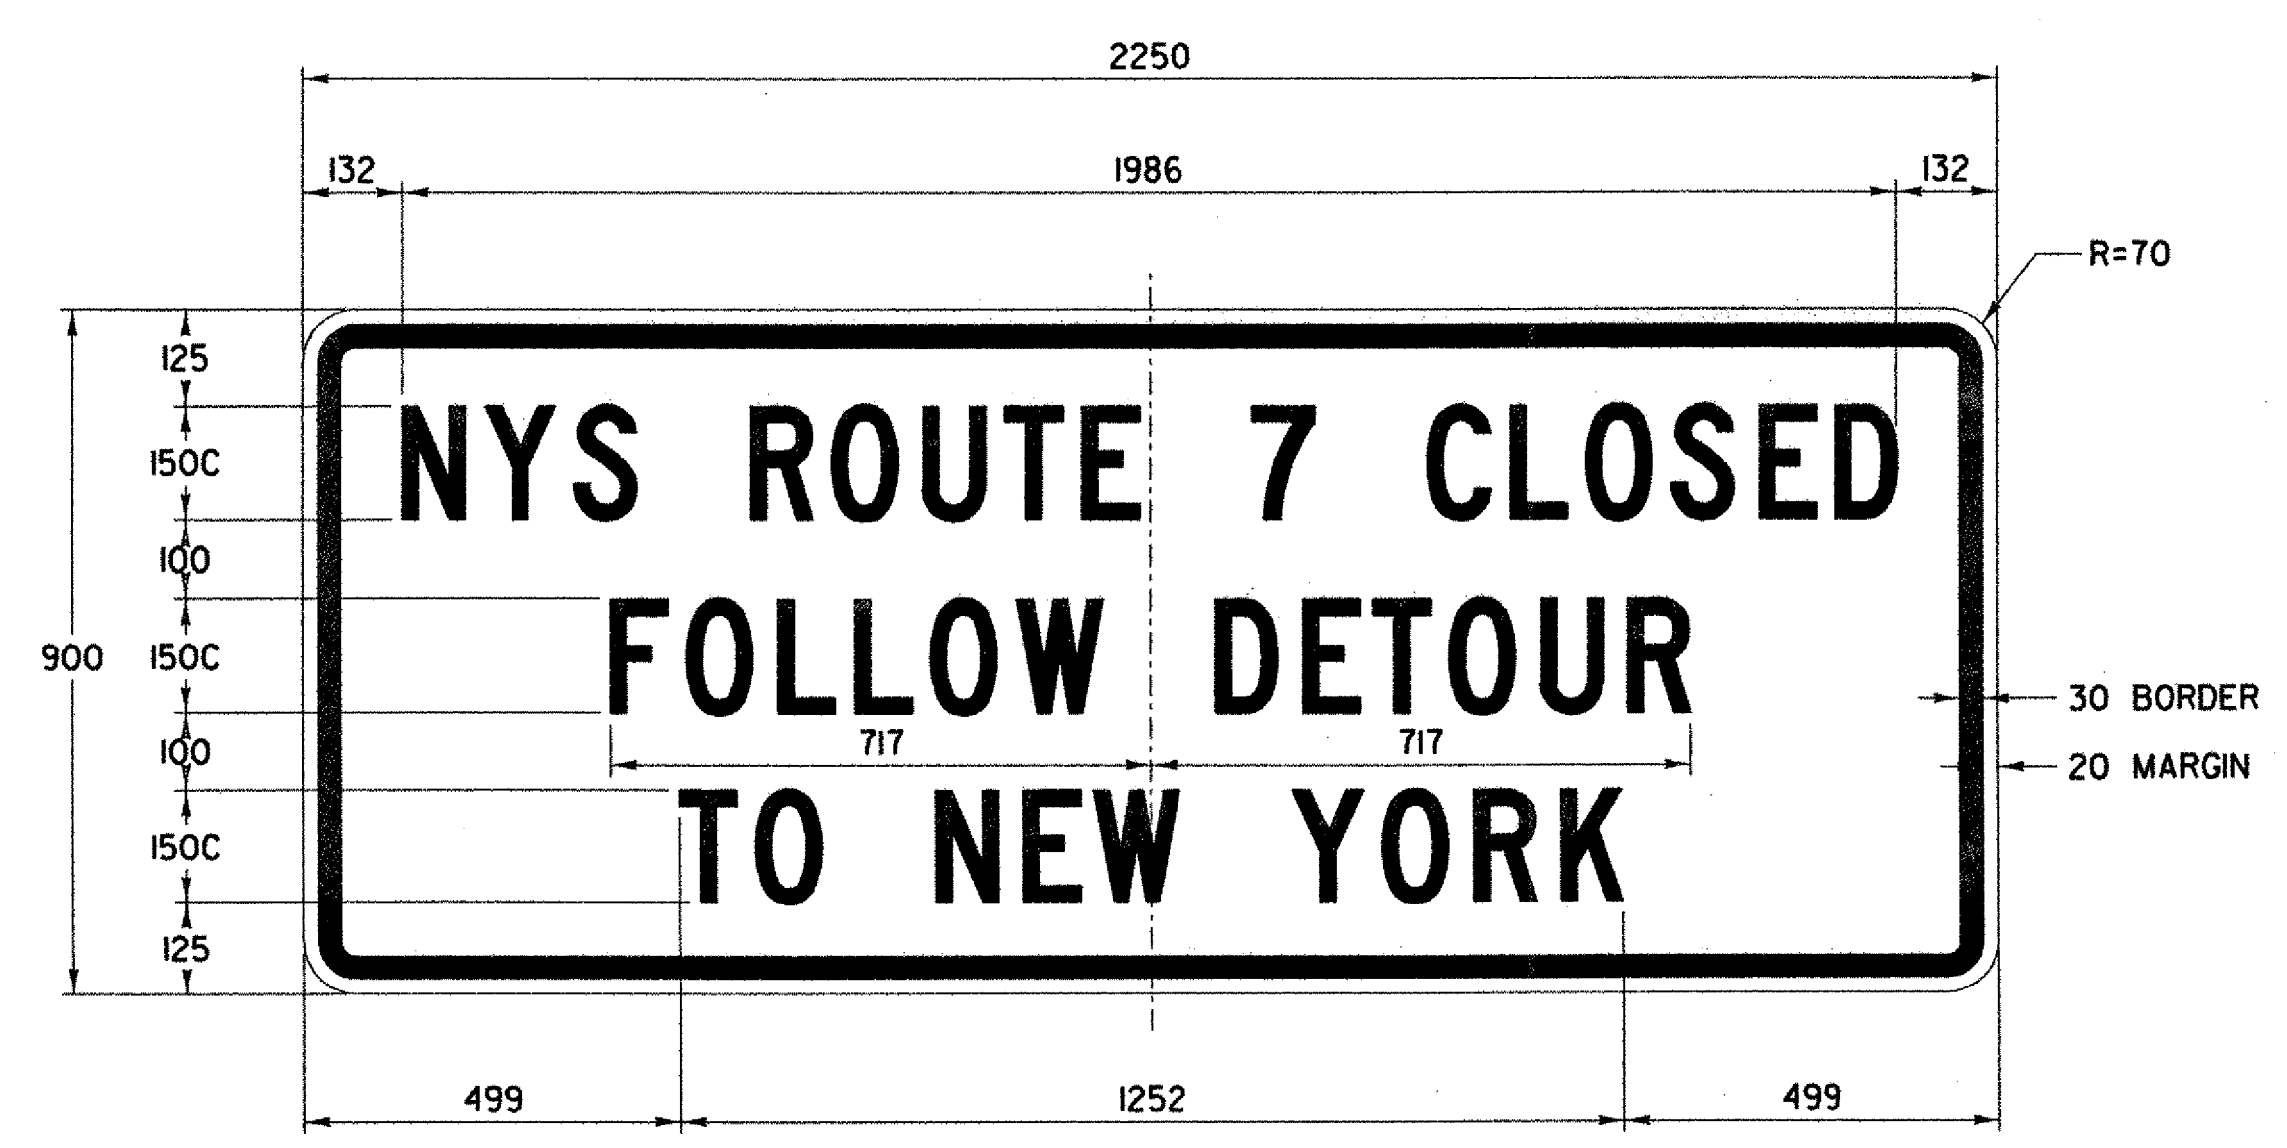 2250
132 1986 132
R=70
125
NYS ROUTE 7 CLOSED
150C
100
FOLLOW DETOUR
900 150C
30 BORDER
717 717
100
20 MARGIN
TO NEW YORK
150C
125
499 1252 499